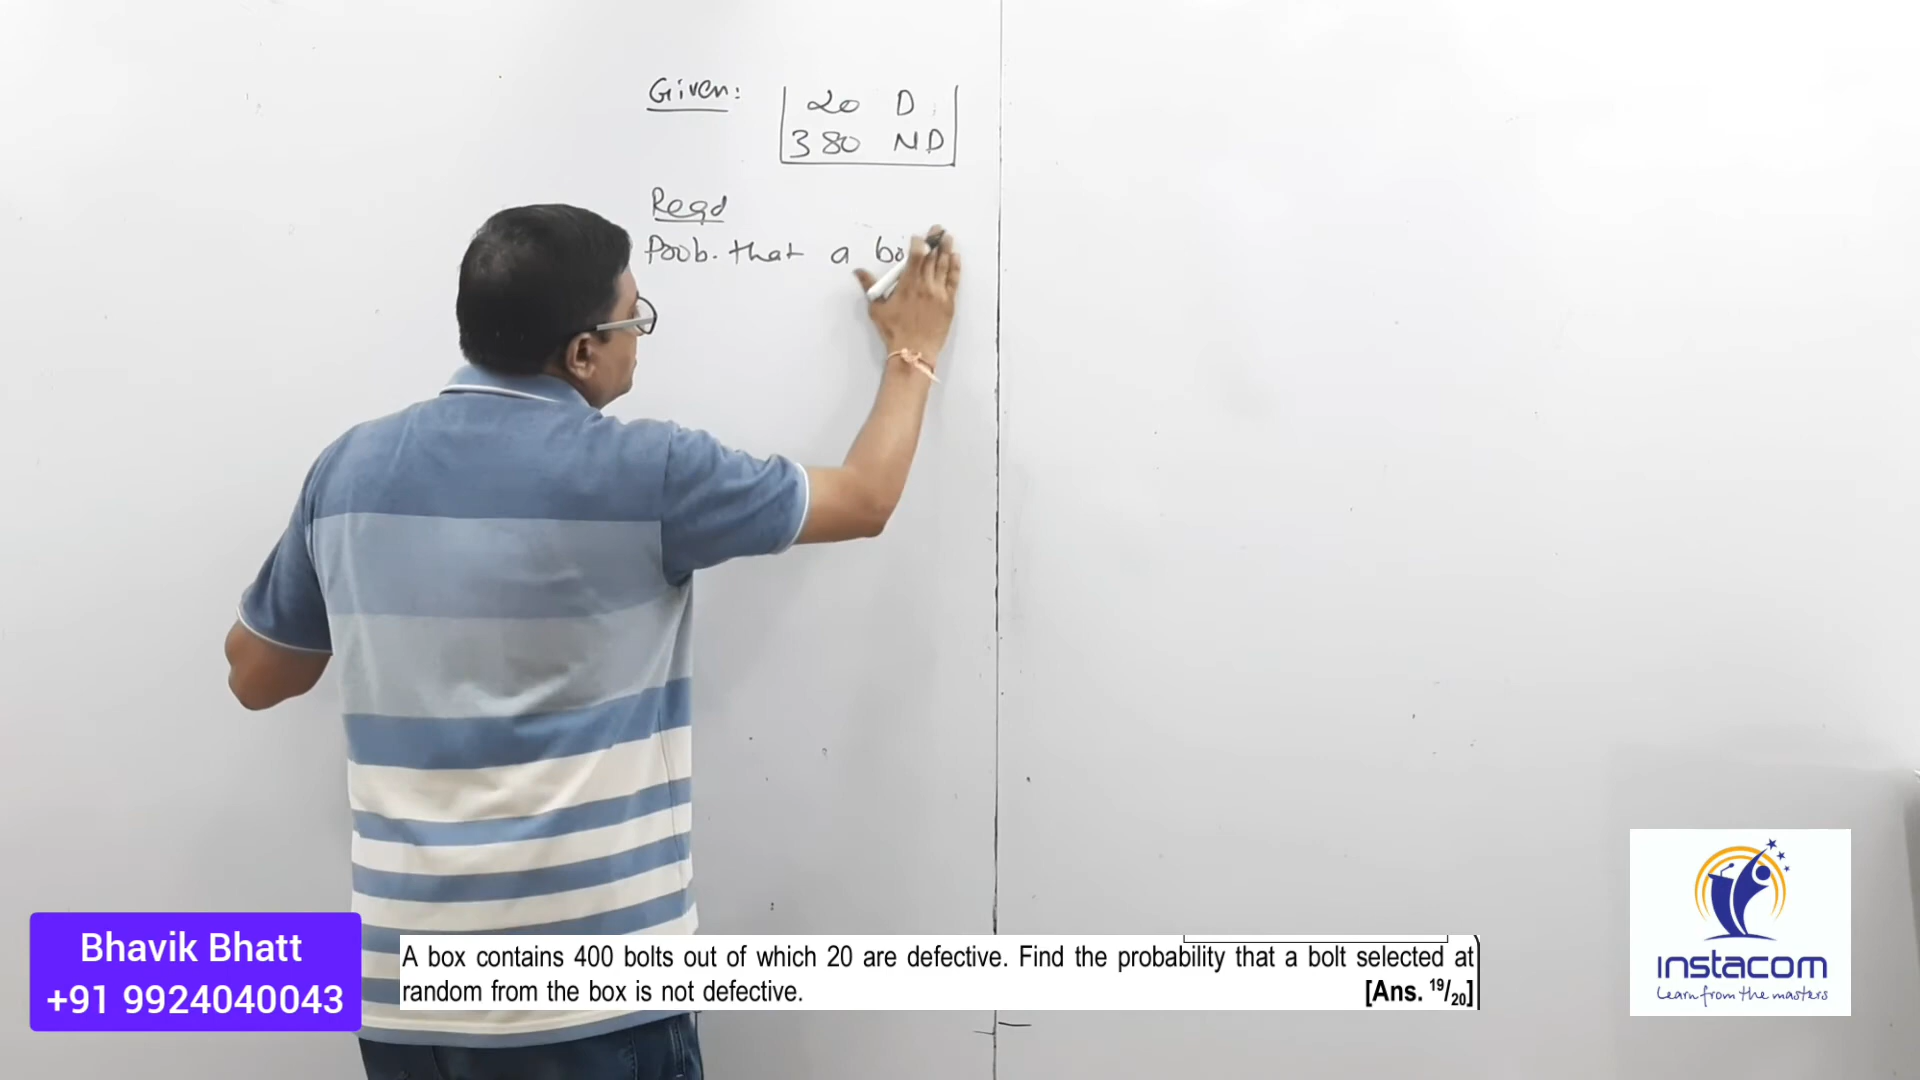 Given:
20 D
380 ND
Reqd
Prob. that a bo
Bhavik Bhatt
+91 9924040043
A box contains 400 bolts out of which 20 are defective. Find the probability that a bolt selected at
random from the box is not defective. [Ans. 19/20]
instacom
Learn from the masters